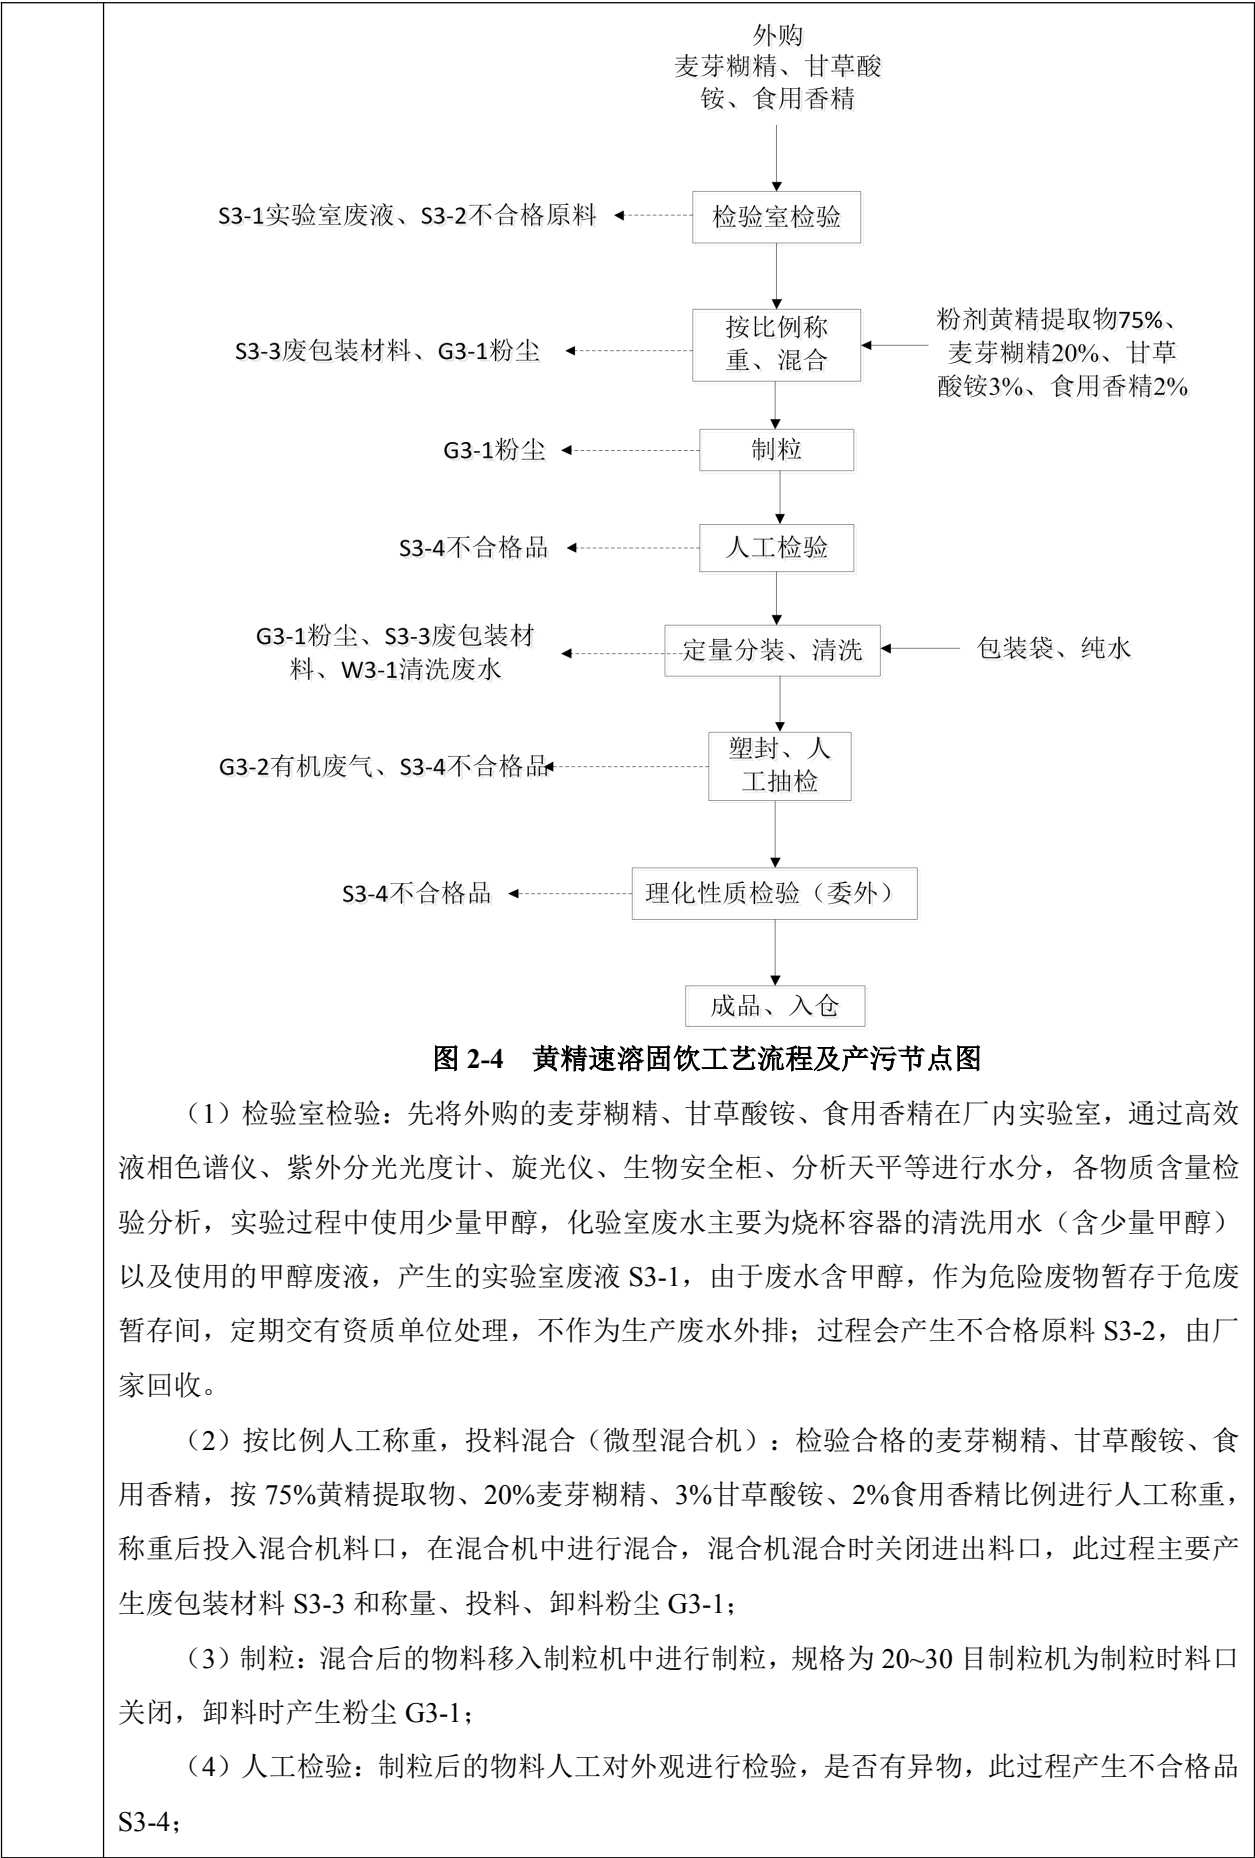 外购
麦芽糊精、甘草酸
铵、食用香精
S3-1实验室废液、S3-2不合格原料
检验室检验
S3-3废包装材料、G3-1粉尘
按比例称
重、混合
粉剂黄精提取物75%、
麦芽糊精20%、甘草
酸铵3%、食用香精2%
G3-1粉尘
制粒
S3-4不合格品
人工检验
G3-1粉尘、S3-3废包装材
料、W3-1清洗废水
定量分装、清洗
包装袋、纯水
G3-2有机废气、S3-4不合格品
塑封、人
工抽检
S3-4不合格品
理化性质检验（委外）
成品、入仓
图 2-4 黄精速溶固饮工艺流程及产污节点图
（1）检验室检验：先将外购的麦芽糊精、甘草酸铵、食用香精在厂内实验室，通过高效
液相色谱仪、紫外分光光度计、旋光仪、生物安全柜、分析天平等进行水分，各物质含量检
验分析，实验过程中使用少量甲醇，化验室废水主要为烧杯容器的清洗用水（含少量甲醇）
以及使用的甲醇废液，产生的实验室废液 S3-1，由于废水含甲醇，作为危险废物暂存于危废
暂存间，定期交有资质单位处理，不作为生产废水外排；过程会产生不合格原料 S3-2，由厂
家回收。
（2）按比例人工称重，投料混合（微型混合机）：检验合格的麦芽糊精、甘草酸铵、食
用香精，按 75%黄精提取物、20%麦芽糊精、3%甘草酸铵、2%食用香精比例进行人工称重，
称重后投入混合机料口，在混合机中进行混合，混合机混合时关闭进出料口，此过程主要产
生废包装材料 S3-3 和称量、投料、卸料粉尘 G3-1；
（3）制粒：混合后的物料移入制粒机中进行制粒，规格为 20~30 目制粒机为制粒时料口
关闭，卸料时产生粉尘 G3-1；
（4）人工检验：制粒后的物料人工对外观进行检验，是否有异物，此过程产生不合格品
S3-4；